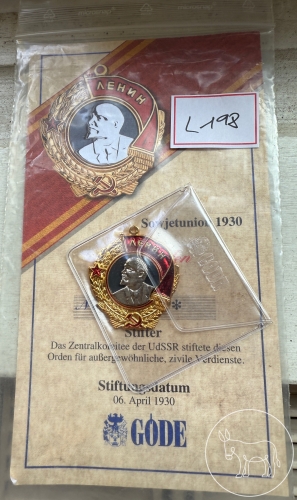 ЛЕНИН
L198
Sowjetunion 1930
ЛЕНИН
Stifter
Das Zentralkomitee der UdSSR stiftete diesen
Orden für außergewöhnliche, zivile Verdienste.
Stiftungsdatum
06. April 1930
GÖDE